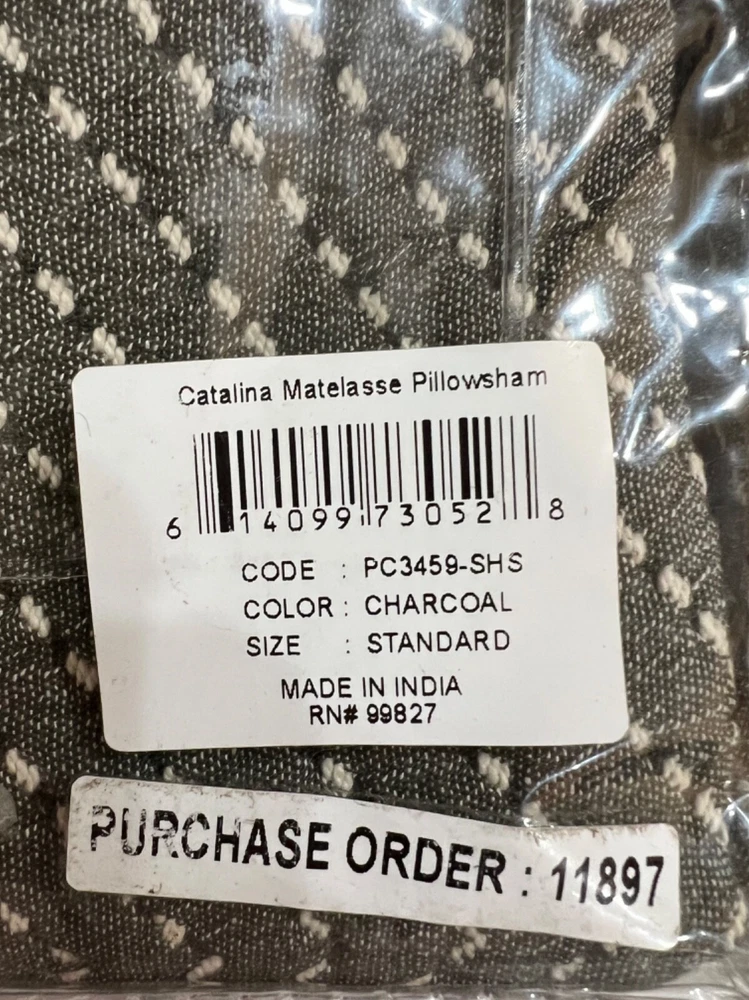 Catalina Matelasse Pillowsham
6 14099 73052 8
CODE : PC3459-SHS
COLOR : CHARCOAL
SIZE : STANDARD
MADE IN INDIA
RN# 99827
PURCHASE ORDER : 11897